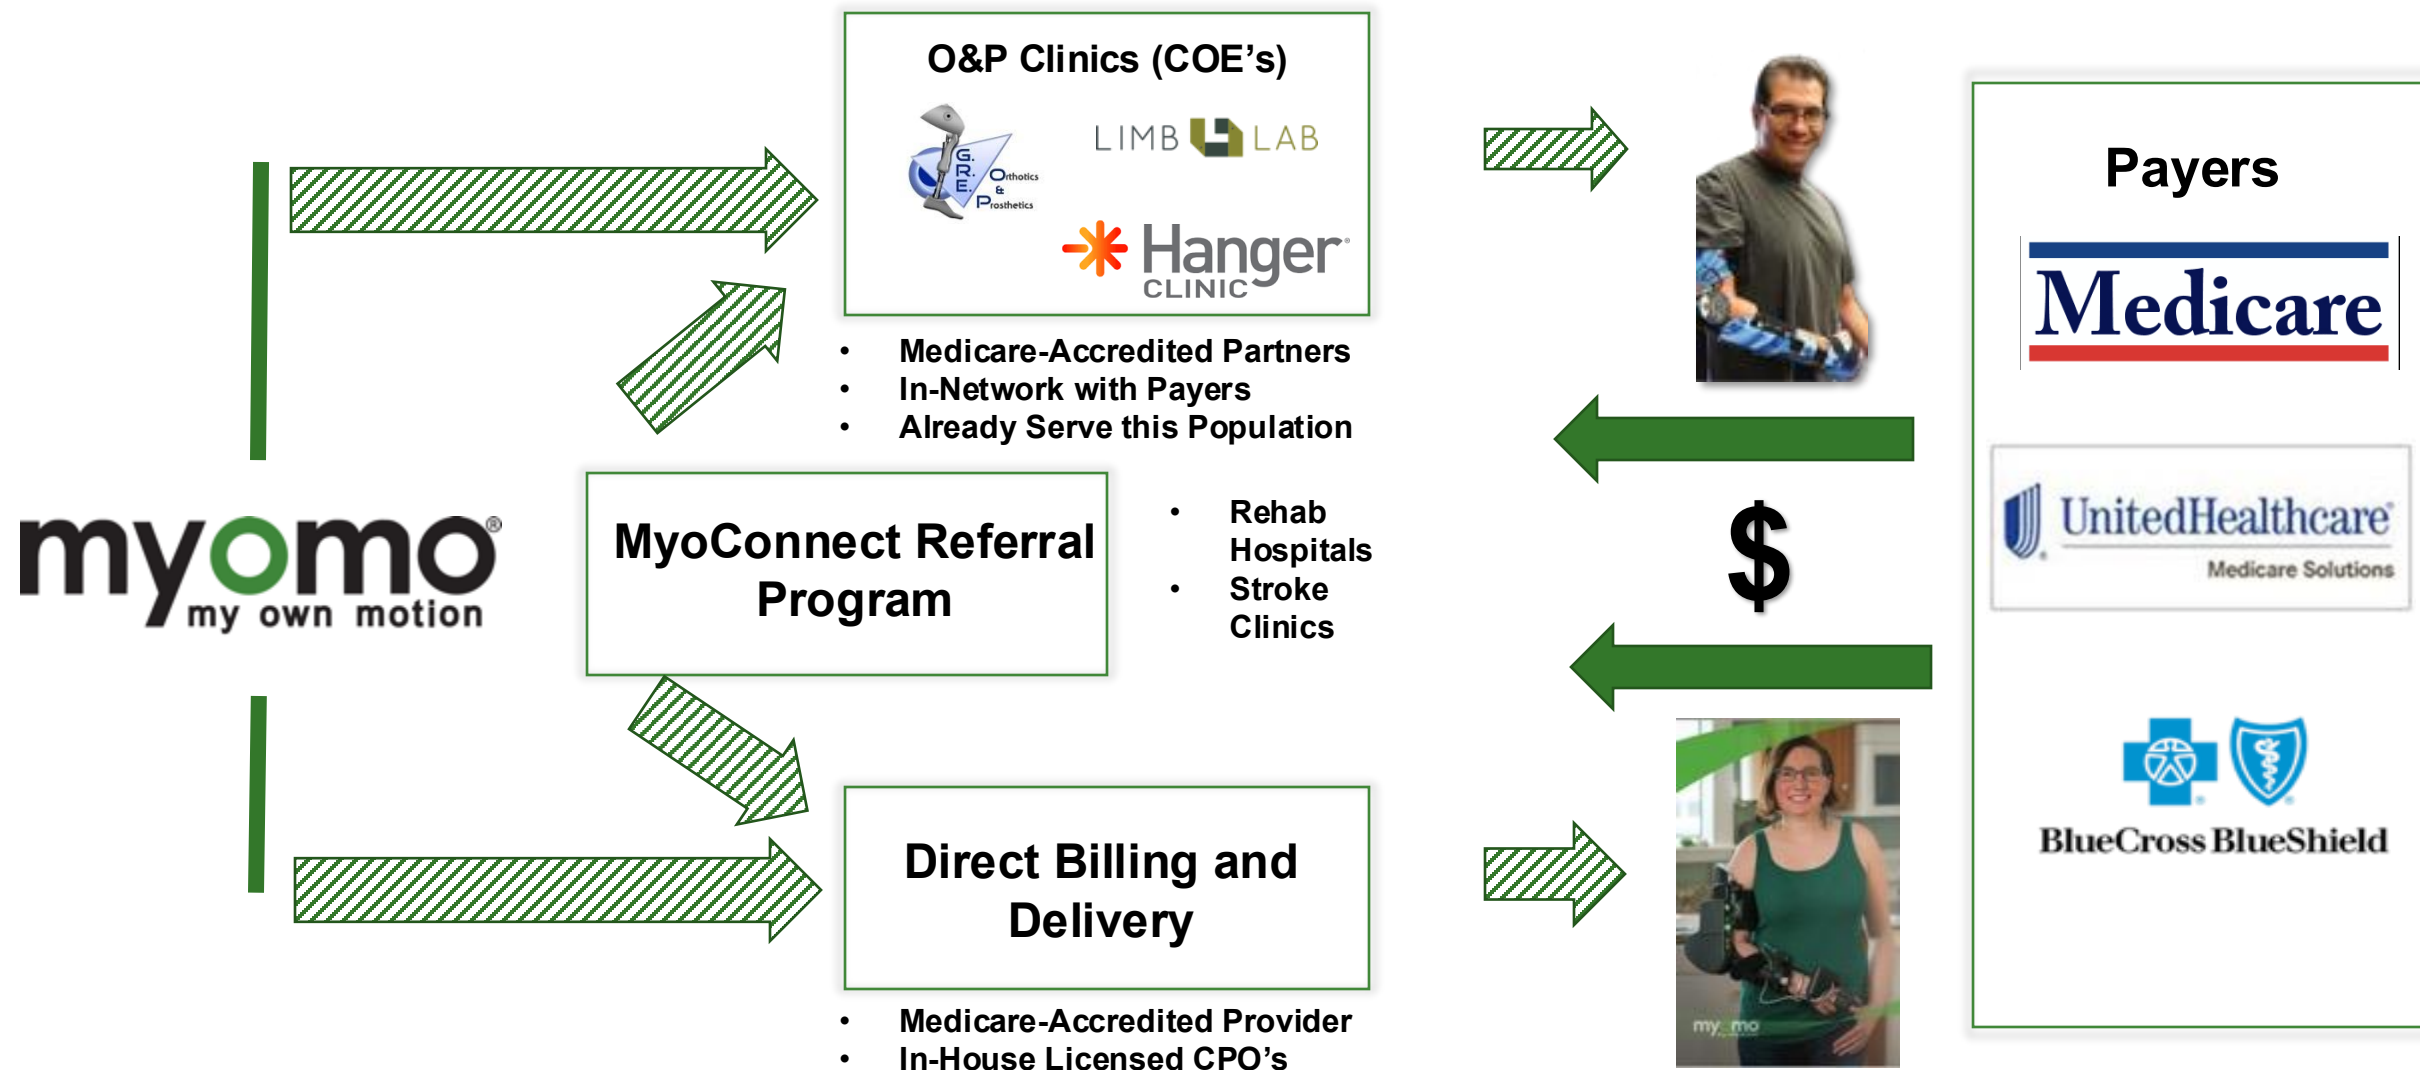 O&P Clinics (COE’s)
G.
R.
E.
Orthotics
&
Prosthetics
LIMB LAB
Hanger®
CLINIC
• Medicare-Accredited Partners
• In-Network with Payers
• Already Serve this Population
myomo®
my own motion
MyoConnect Referral
Program
• Rehab
Hospitals
• Stroke
Clinics
Direct Billing and
Delivery
• Medicare-Accredited Provider
• In-House Licensed CPO’s
$
myomo
Payers
Medicare
UnitedHealthcare®
Medicare Solutions
BlueCross BlueShield